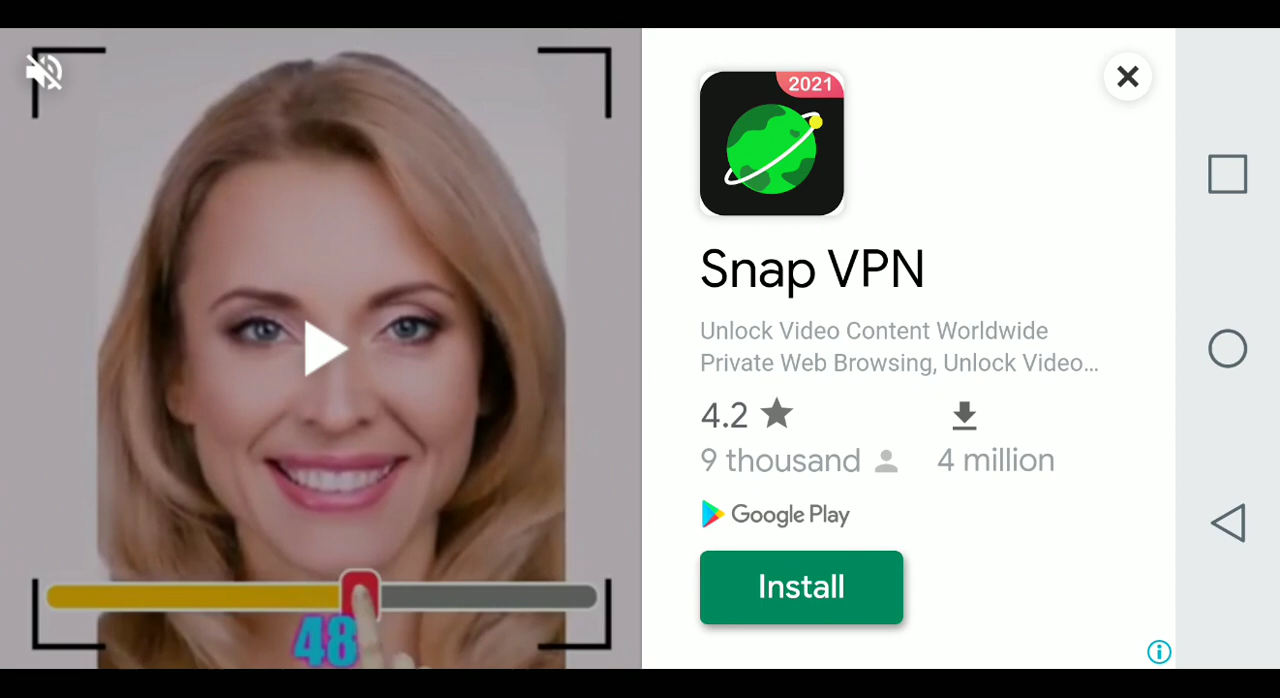 2021
Snap VPN
Unlock Video Content Worldwide
Private Web Browsing, Unlock Video...
4.2
9 thousand
4 million
Google Play
Install
48